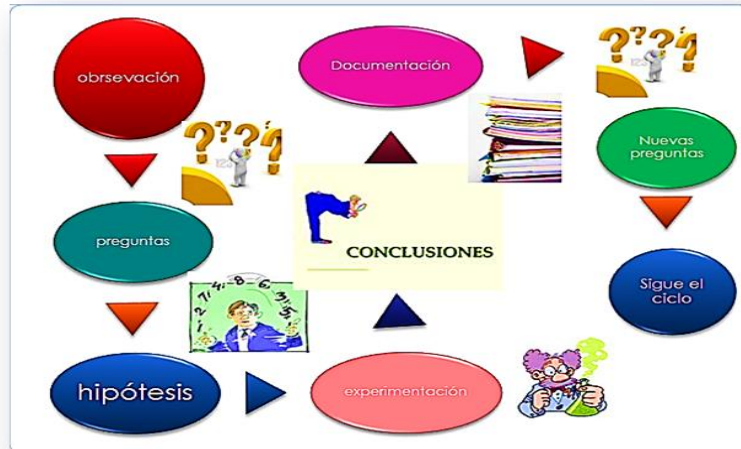 obrsevación
preguntas
hipótesis
experimentación
CONCLUSIONES
Documentación
Nuevas
preguntas
Sigue el
ciclo